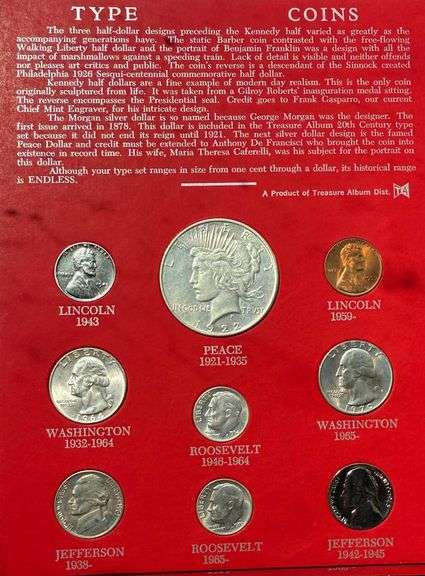 TYPE COINS
The three half-dollar designs preceding the Kennedy half varied as greatly as the
accompanying generations have. The static Barber coin contrasted with the free-flowing
Walking Liberty half dollar and the portrait of Benjamin Franklin was a design with all the
impact of marshmallows against a speeding train. Lack of detail is visible and neither offends
nor pleases art critics and public. The coin's reverse is a descendant of the Sinnock created
Philadelphia 1926 Sesqui-centennial commemorative half dollar.
Kennedy half dollars are a fine example of modern day realism. This is the only coin
originally sculptured from life. It was taken from a Gilroy Roberts' inauguration medal sitting.
The reverse encompasses the Presidential seal. Credit goes to Frank Gasparro, our current
Chief Mint Engraver, for his intricate design.
The Morgan silver dollar is so named because George Morgan was the designer. The
first issue arrived in 1878. This dollar is included in the Treasure Album 20th Century type
set because it did not end its reign until 1921. The next silver dollar design is the famed
Peace Dollar and credit must be extended to Anthony De Francisci who brought the coin into
existence in record time. His wife, Maria Theresa Caferelli, was his subject for the portrait on
this dollar.
Although your type set ranges in size from one cent through a dollar, its historical range
is ENDLESS.
A Product of Treasure Album Dist.
LIBERTY
IN GOD WE TRUST
1922
LINCOLN
1943
PEACE
1921-1935
LINCOLN
1959-
LIBERTY
1964
LIBERTY
WASHINGTON
1932-1964
LIBERTY
ROOSEVELT
1946-1964
WASHINGTON
1965-
JEFFERSON
1938-
LIBERTY
ROOSEVELT
1965-
JEFFERSON
1942-1945